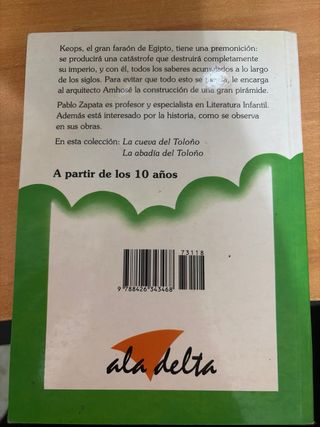 Keops, el gran faraón de Egipto, tiene una premonición:
se producirá una catástrofe que destruirá completamente
su imperio, y con él, todos los saberes acumulados a lo largo
de los siglos. Para evitar que todo esto se pierda, le encarga
al arquitecto Amhosé la construcción de una gran pirámide.
Pablo Zapata es profesor y especialista en Literatura Infantil.
Además está interesado por la historia, como se observa
en sus obras.
En esta colección: La cueva del Toloño
La abadía del Toloño
A partir de los 10 años
73118
9 788426 343468
ala delta